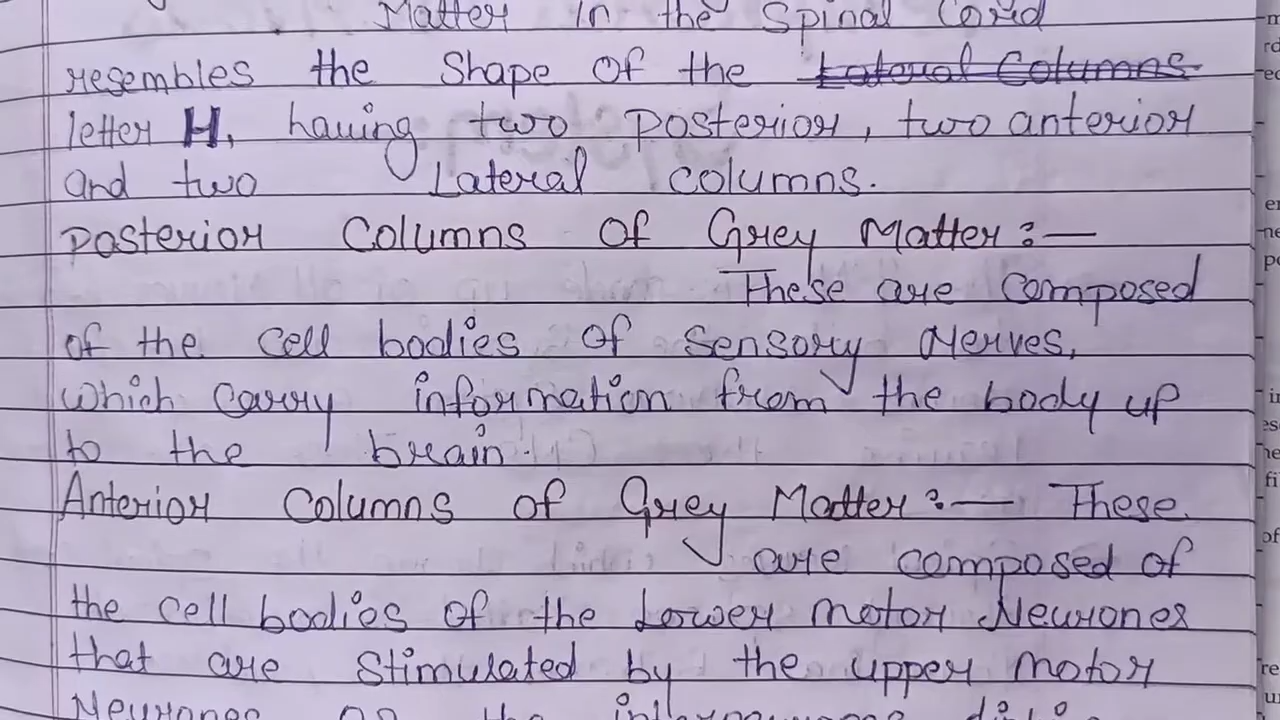 Matter in the Spinal Cord
resembles the Shape of the Lateral Columns
letter H, having two posterior, two anterior
and two Lateral columns.
Posterior Columns of Grey Matter :—
These are composed
of the cell bodies of sensory Nerves,
which carry information from the body up
to the brain.
Anterior Columns of Grey Matter :— These
are composed of
the cell bodies of the Lower motor Neurones
that are stimulated by the upper motor
Neurones or the